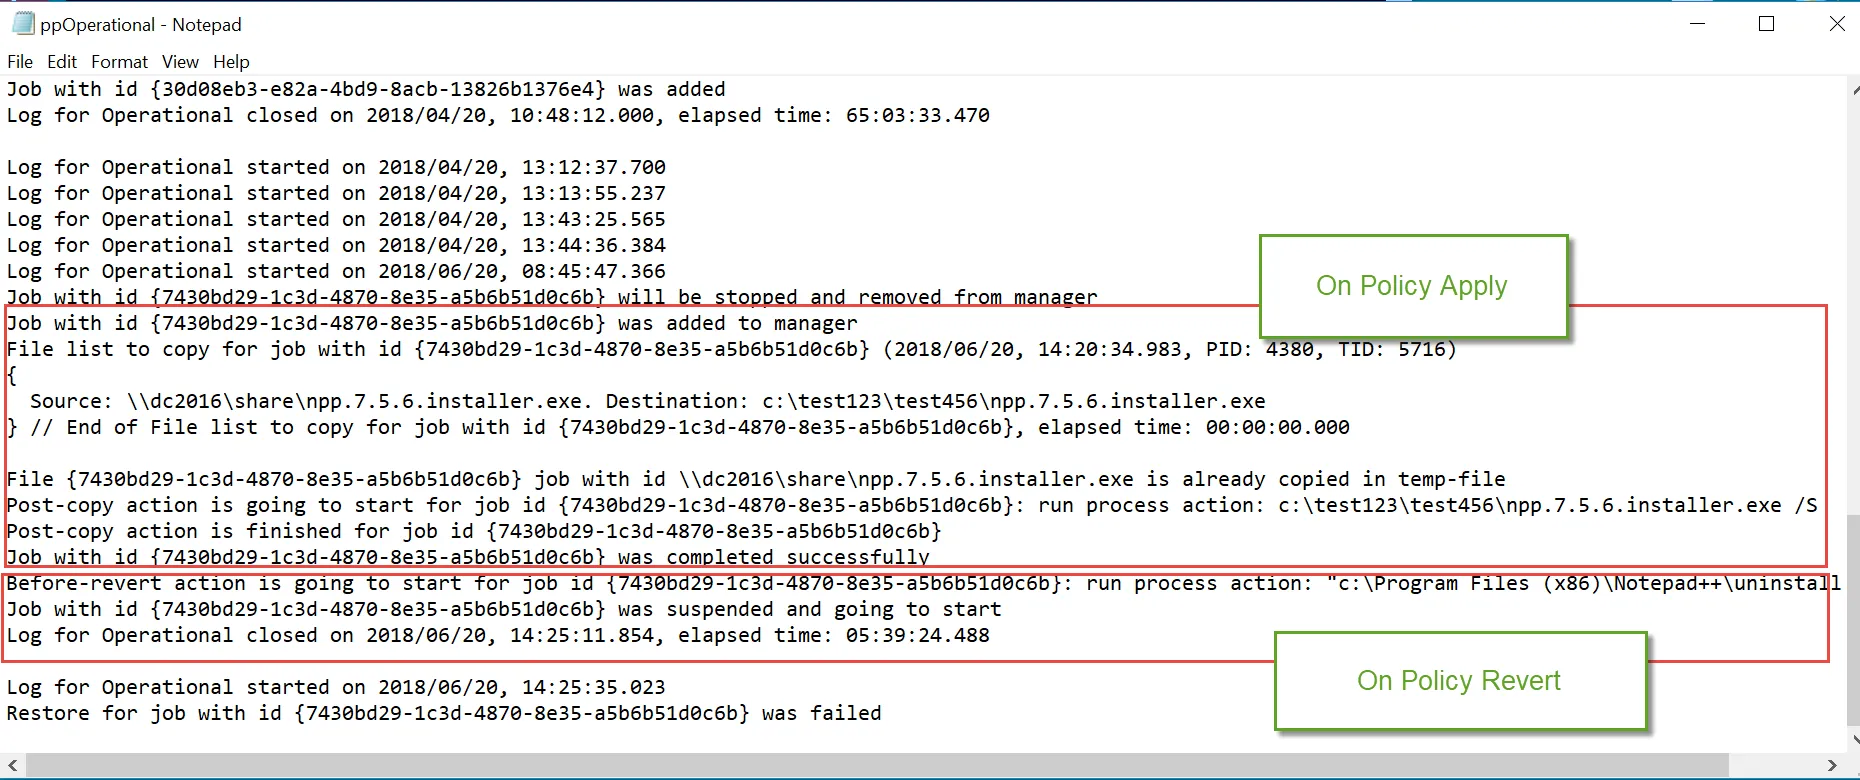 ppOperational - Notepad
File Edit Format View Help
Job with id {30d08eb3-e82a-4bd9-8acb-13826b1376e4} was added
Log for Operational closed on 2018/04/20, 10:48:12.000, elapsed time: 65:03:33.470
Log for Operational started on 2018/04/20, 13:12:37.700
Log for Operational started on 2018/04/20, 13:13:55.237
Log for Operational started on 2018/04/20, 13:43:25.565
Log for Operational started on 2018/04/20, 13:44:36.384
Log for Operational started on 2018/06/20, 08:45:47.366
Job with id {7430bd29-1c3d-4870-8e35-a5b6b51d0c6b} will be stopped and removed from manager
On Policy Apply
Job with id {7430bd29-1c3d-4870-8e35-a5b6b51d0c6b} was added to manager
File list to copy for job with id {7430bd29-1c3d-4870-8e35-a5b6b51d0c6b} (2018/06/20, 14:20:34.983, PID: 4380, TID: 5716)
{
Source: \\dc2016\share\npp.7.5.6.installer.exe. Destination: c:\test123\test456\npp.7.5.6.installer.exe
} // End of File list to copy for job with id {7430bd29-1c3d-4870-8e35-a5b6b51d0c6b}, elapsed time: 00:00:00.000
File {7430bd29-1c3d-4870-8e35-a5b6b51d0c6b} job with id \\dc2016\share\npp.7.5.6.installer.exe is already copied in temp-file
Post-copy action is going to start for job id {7430bd29-1c3d-4870-8e35-a5b6b51d0c6b}: run process action: c:\test123\test456\npp.7.5.6.installer.exe /S
Post-copy action is finished for job id {7430bd29-1c3d-4870-8e35-a5b6b51d0c6b}
Job with id {7430bd29-1c3d-4870-8e35-a5b6b51d0c6b} was completed successfully
Before-revert action is going to start for job id {7430bd29-1c3d-4870-8e35-a5b6b51d0c6b}: run process action: "c:\Program Files (x86)\Notepad++\uninstall
Job with id {7430bd29-1c3d-4870-8e35-a5b6b51d0c6b} was suspended and going to start
Log for Operational closed on 2018/06/20, 14:25:11.854, elapsed time: 05:39:24.488
On Policy Revert
Log for Operational started on 2018/06/20, 14:25:35.023
Restore for job with id {7430bd29-1c3d-4870-8e35-a5b6b51d0c6b} was failed